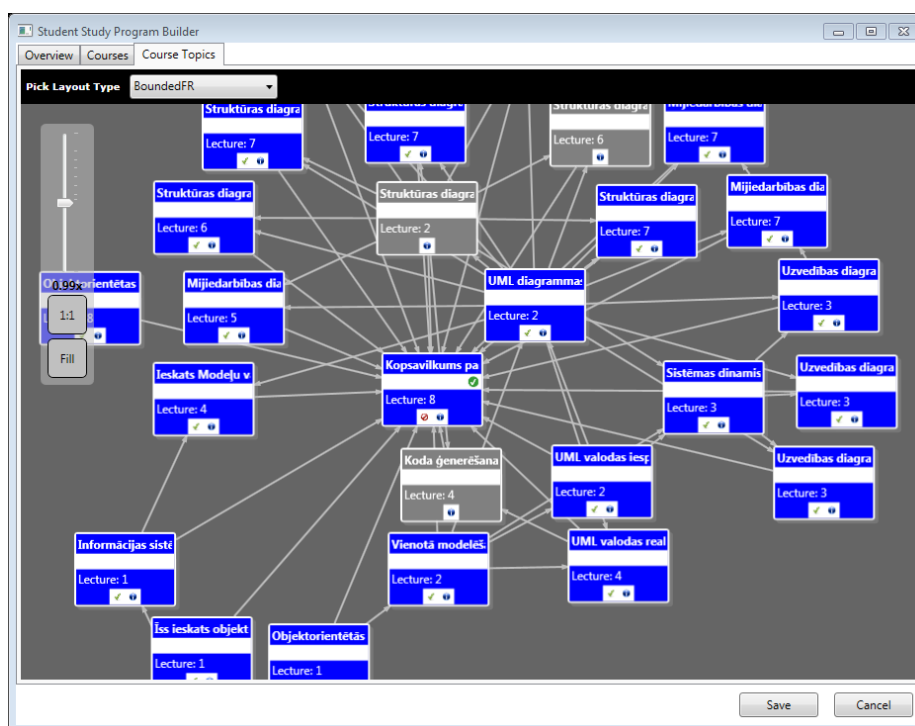 Student Study Program Builder
Overview Courses Course Topics
Pick Layout Type BoundedFR
Struktūras diagra
Lecture: 7
Struktūras diagra
Lecture: 7
Struktūras diagra
Lecture: 6
Mijiedarbības dia
Lecture: 7
Struktūras diagra
Lecture: 6
Struktūras diagra
Lecture: 2
Struktūras diagra
Lecture: 7
Mijiedarbības dia
Lecture: 7
0.99x
1:1
Fill
Mijiedarbības dia
Lecture: 5
UML diagrammas
Lecture: 2
Uzvedības diagra
Lecture: 3
Ieskats Modeļu v
Lecture: 4
Kopsavilkums pa
Lecture: 8
Sistēmas dinamis
Lecture: 3
Uzvedības diagra
Lecture: 3
Koda ģenerēšana
Lecture: 4
UML valodas iesp
Lecture: 2
Uzvedības diagra
Lecture: 3
Informācijas sistē
Lecture: 1
Vienotā modelēš
Lecture: 2
UML valodas real
Lecture: 4
Īss ieskats objekt
Lecture: 1
Objektorientētās
Lecture: 1
Save Cancel